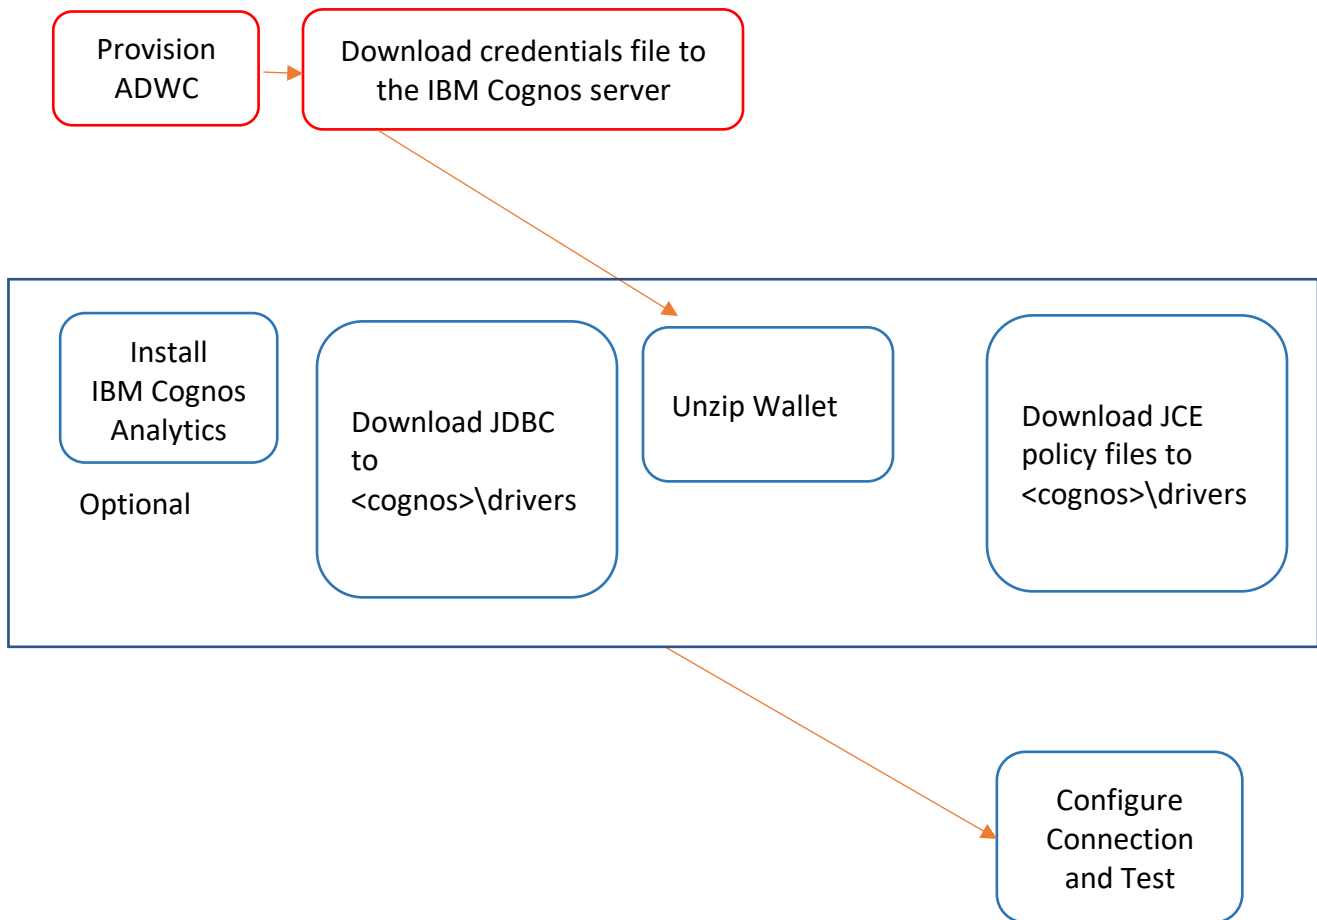 Provision
ADWC
Download credentials file to
the IBM Cognos server
Install
IBM Cognos
Analytics
Optional
Download JDBC
to
<cognos>\drivers
Unzip Wallet
Download JCE
policy files to
<cognos>\drivers
Configure
Connection
and Test